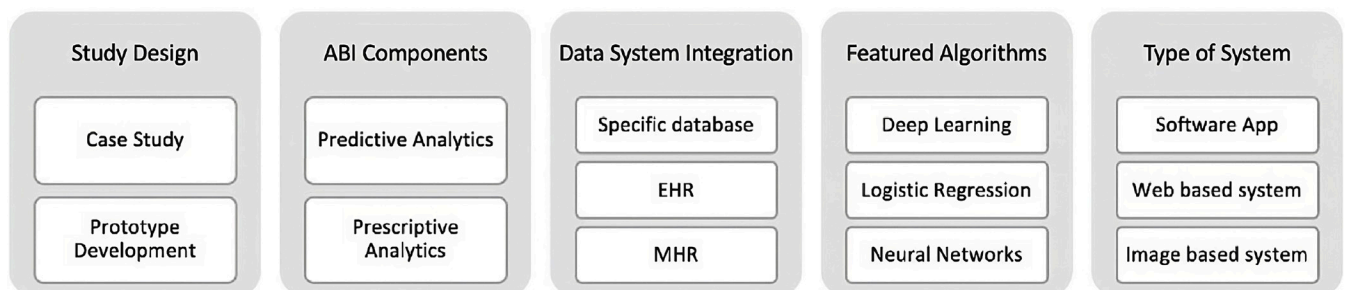 Study Design
Case Study
Prototype
Development
ABI Components
Predictive Analytics
Prescriptive
Analytics
Data System Integration
Specific database
EHR
MHR
Featured Algorithms
Deep Learning
Logistic Regression
Neural Networks
Type of System
Software App
Web based system
Image based system